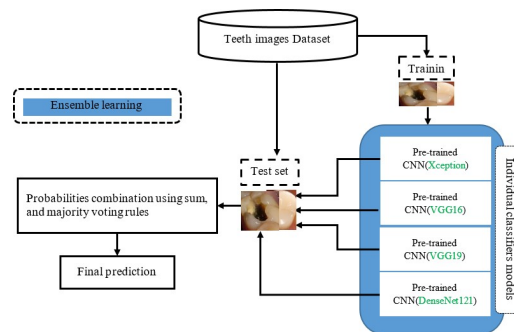 Teeth images Dataset
Trainin
Ensemble learning
Test set
Pre-trained
CNN(Xception)
Pre-trained
CNN(VGG16)
Pre-trained
CNN(VGG19)
Pre-trained
CNN(DenseNet121)
Individual classifiers models
Probabilities combination using sum,
and majority voting rules
Final prediction